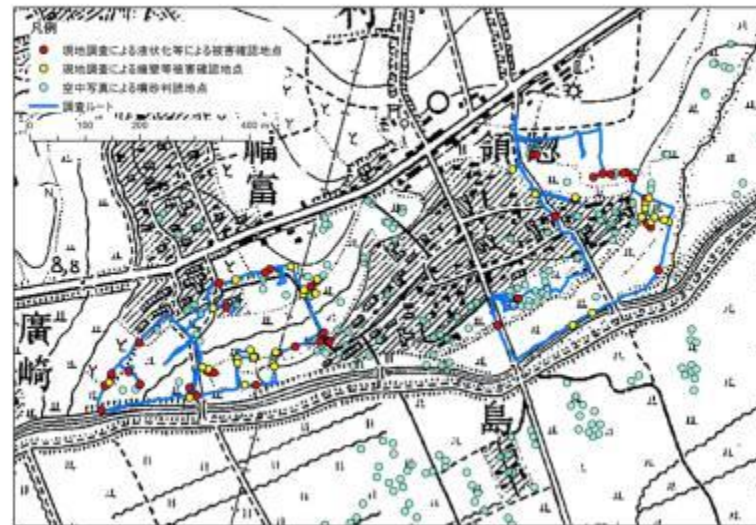 村
凡例
現地調査による液状化等による被害確認地点
現地調査による擁壁等被害確認地点
空中写真による噴砂判読地点
調査ルート
0 100 200 400 m
N
福富
領
8,8
廣崎
島